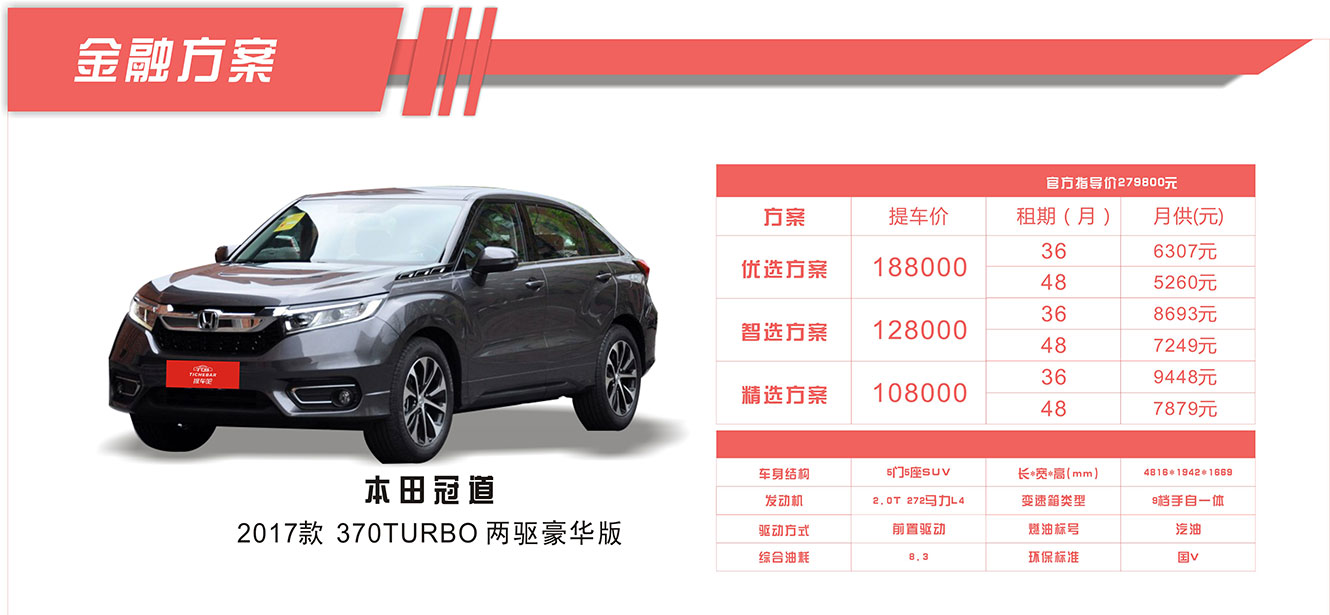 金融方案
官方指导价279800元
方案 提车价 租期（月） 月供(元)
优选方案 188000 36 6307元
48 5260元
智选方案 128000 36 8693元
48 7249元
精选方案 108000 36 9448元
48 7879元
TICHEBAR
提车吧
本田冠道
2017款 370TURBO 两驱豪华版
车身结构 5门5座SUV 长*宽*高(mm) 4816*1942*1669
发动机 2.0T 272马力L4 变速箱类型 9档手自一体
驱动方式 前置驱动 燃油标号 汽油
综合油耗 8.3 环保标准 国V